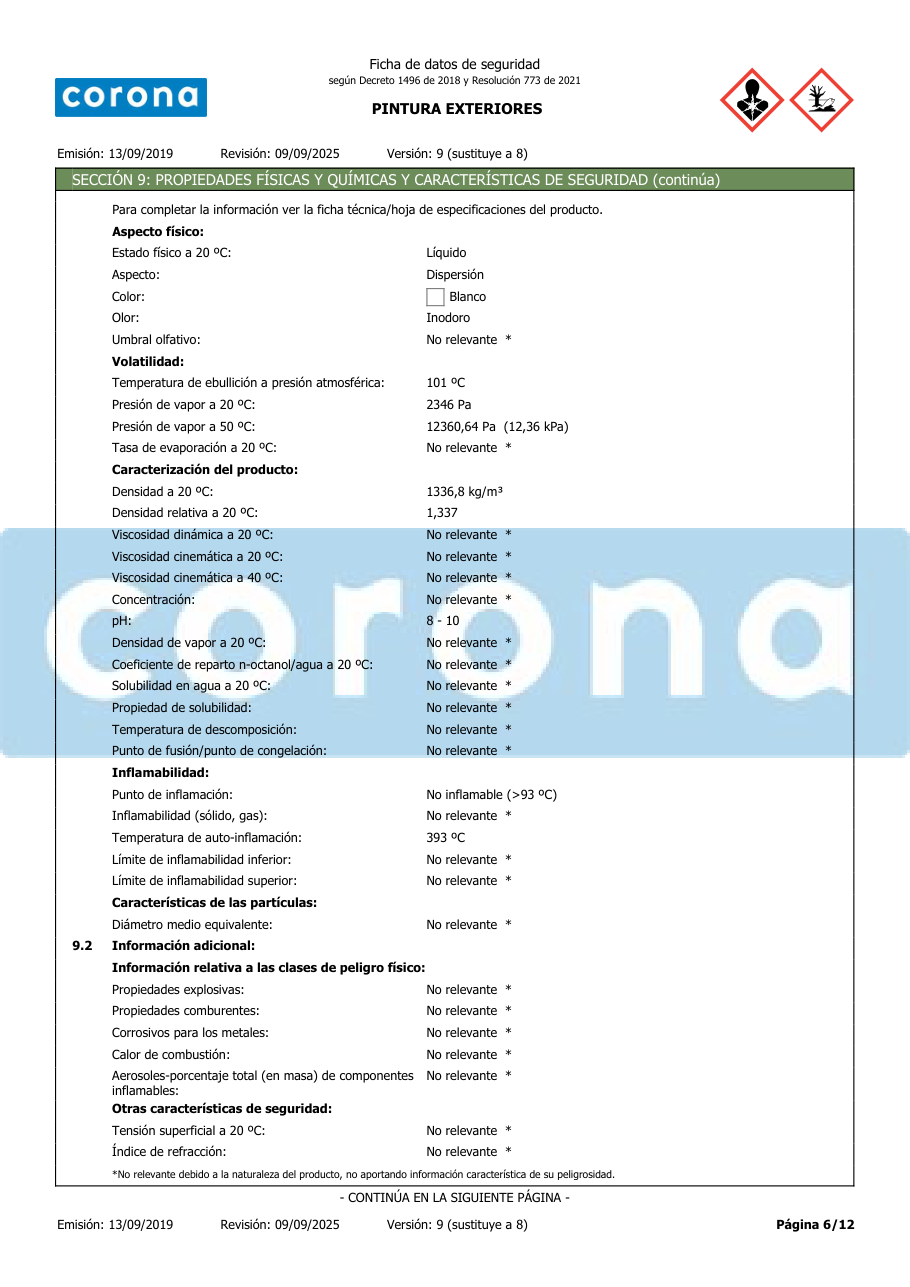 Ficha de datos de seguridad
según Decreto 1496 de 2018 y Resolución 773 de 2021
corona
PINTURA EXTERIORES
Emisión: 13/09/2019 Revisión: 09/09/2025 Versión: 9 (sustituye a 8)
SECCIÓN 9: PROPIEDADES FÍSICAS Y QUÍMICAS Y CARACTERÍSTICAS DE SEGURIDAD (continúa)
Para completar la información ver la ficha técnica/hoja de especificaciones del producto.
Aspecto físico:
Estado físico a 20 ºC: Líquido
Aspecto: Dispersión
Color: Blanco
Olor: Inodoro
Umbral olfativo: No relevante *
Volatilidad:
Temperatura de ebullición a presión atmosférica: 101 ºC
Presión de vapor a 20 ºC: 2346 Pa
Presión de vapor a 50 ºC: 12360,64 Pa (12,36 kPa)
Tasa de evaporación a 20 ºC: No relevante *
Caracterización del producto:
Densidad a 20 ºC: 1336,8 kg/m³
Densidad relativa a 20 ºC: 1,337
Viscosidad dinámica a 20 ºC: No relevante *
Viscosidad cinemática a 20 ºC: No relevante *
Viscosidad cinemática a 40 ºC: No relevante *
Concentración: No relevante *
pH: 8 - 10
Densidad de vapor a 20 ºC: No relevante *
Coeficiente de reparto n-octanol/agua a 20 ºC: No relevante *
Solubilidad en agua a 20 ºC: No relevante *
Propiedad de solubilidad: No relevante *
Temperatura de descomposición: No relevante *
Punto de fusión/punto de congelación: No relevante *
corona
Inflamabilidad:
Punto de inflamación: No inflamable (>93 ºC)
Inflamabilidad (sólido, gas): No relevante *
Temperatura de auto-inflamación: 393 ºC
Límite de inflamabilidad inferior: No relevante *
Límite de inflamabilidad superior: No relevante *
Características de las partículas:
Diámetro medio equivalente: No relevante *
9.2 Información adicional:
Información relativa a las clases de peligro físico:
Propiedades explosivas: No relevante *
Propiedades comburentes: No relevante *
Corrosivos para los metales: No relevante *
Calor de combustión: No relevante *
Aerosoles-porcentaje total (en masa) de componentes No relevante *
inflamables:
Otras características de seguridad:
Tensión superficial a 20 ºC: No relevante *
Índice de refracción: No relevante *
*No relevante debido a la naturaleza del producto, no aportando información característica de su peligrosidad.
- CONTINÚA EN LA SIGUIENTE PÁGINA -
Emisión: 13/09/2019 Revisión: 09/09/2025 Versión: 9 (sustituye a 8) Página 6/12